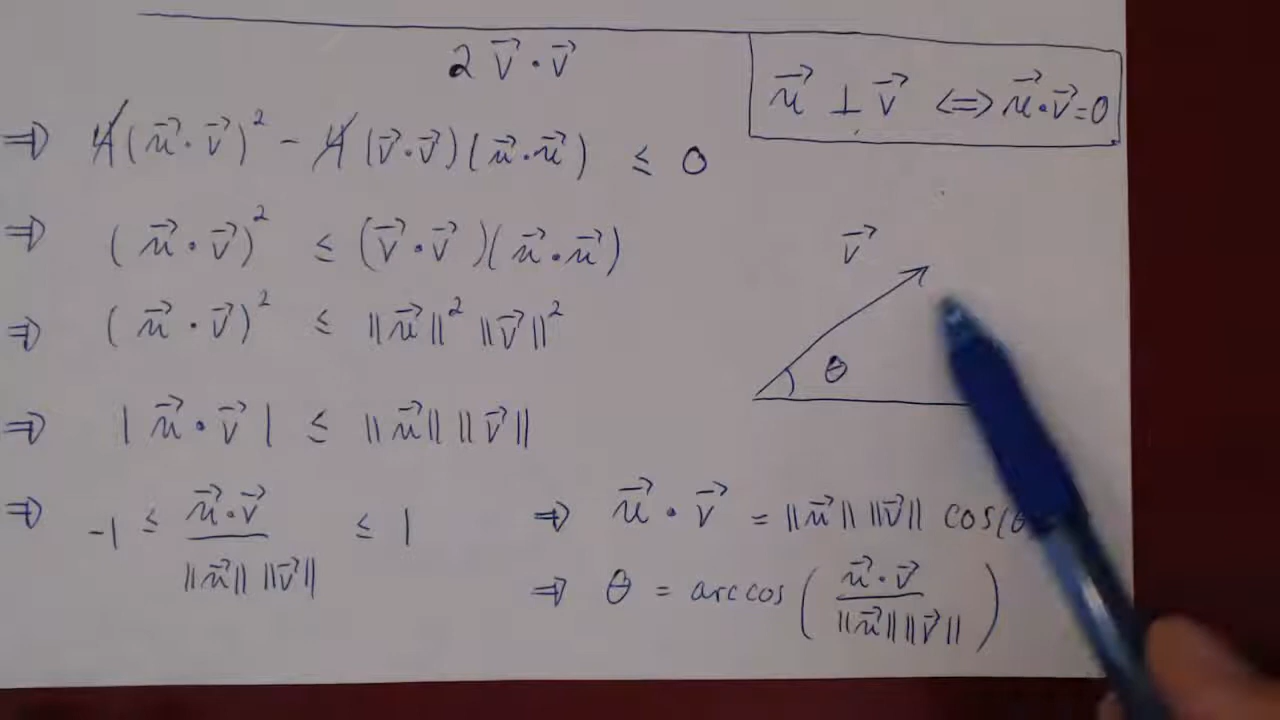 2 v⃗ · v⃗
u⃗ ⊥ v⃗ ⟺ u⃗·v⃗=0
⇒ 4(u⃗·v⃗)² − 4(v⃗·v⃗)(u⃗·u⃗) ≤ 0
⇒ (u⃗·v⃗)² ≤ (v⃗·v⃗)(u⃗·u⃗)
⇒ (u⃗·v⃗)² ≤ ||u⃗||² ||v⃗||²
⇒ |u⃗·v⃗| ≤ ||u⃗|| ||v⃗||
⇒ -1 ≤ u⃗·v⃗ / ||u⃗|| ||v⃗|| ≤ 1
v⃗
θ
⇒ u⃗·v⃗ = ||u⃗|| ||v⃗|| cos(θ
⇒ θ = arccos(u⃗·v⃗ / ||u⃗|| ||v⃗||)